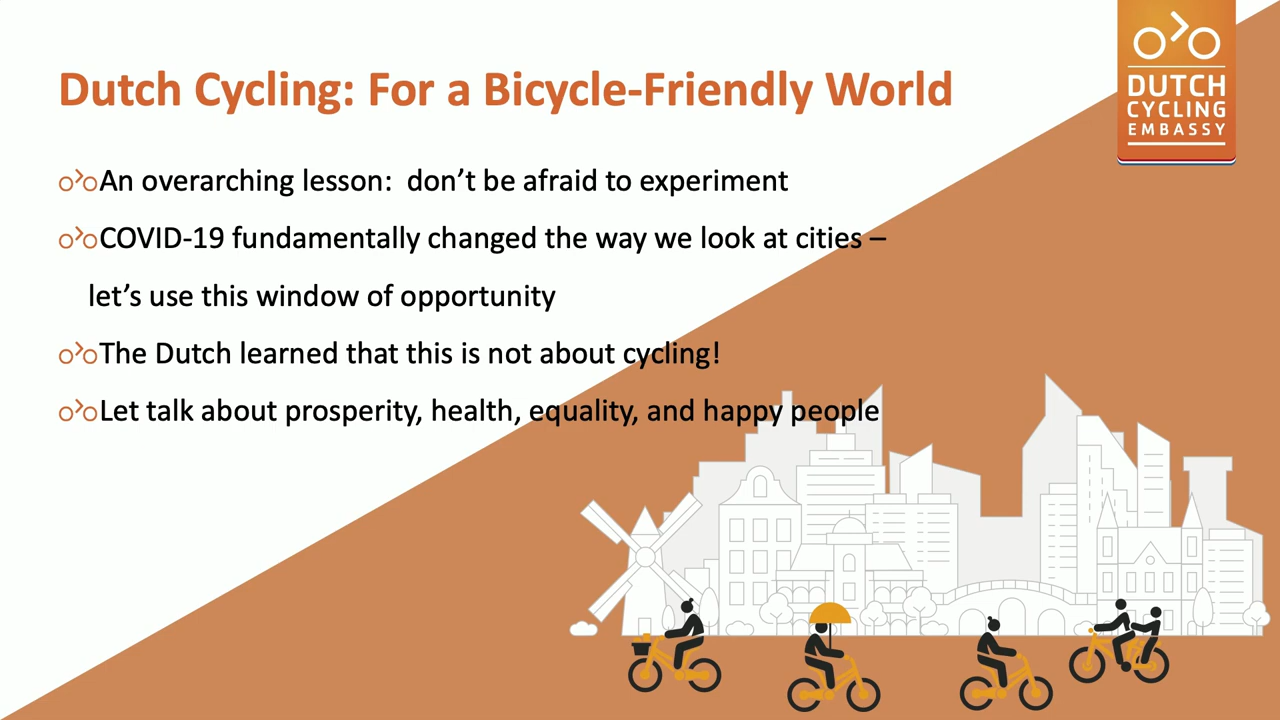 Dutch Cycling: For a Bicycle-Friendly World
DUTCH
CYCLING
EMBASSY
An overarching lesson:  don’t be afraid to experiment
COVID-19 fundamentally changed the way we look at cities –
let’s use this window of opportunity
The Dutch learned that this is not about cycling!
Let talk about prosperity, health, equality, and happy people